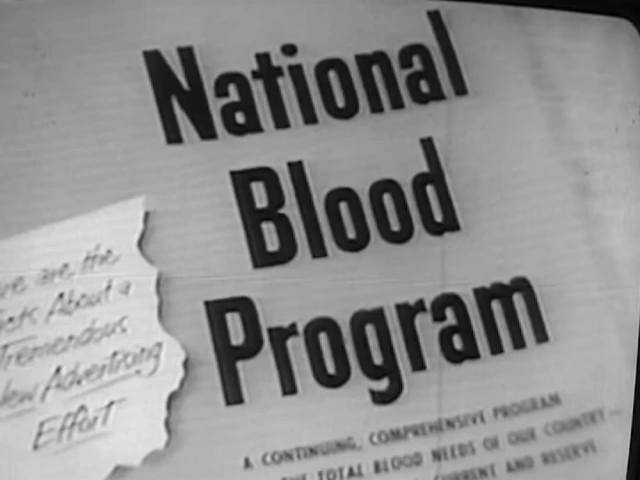 National
Blood
Program
are the
About a
Tremendous
Advertising
Effort
A CONTINUING, COMPREHENSIVE PROGRAM
TOTAL BLOOD NEEDS OF OUR COUNTRY—
CURRENT AND RESERVE